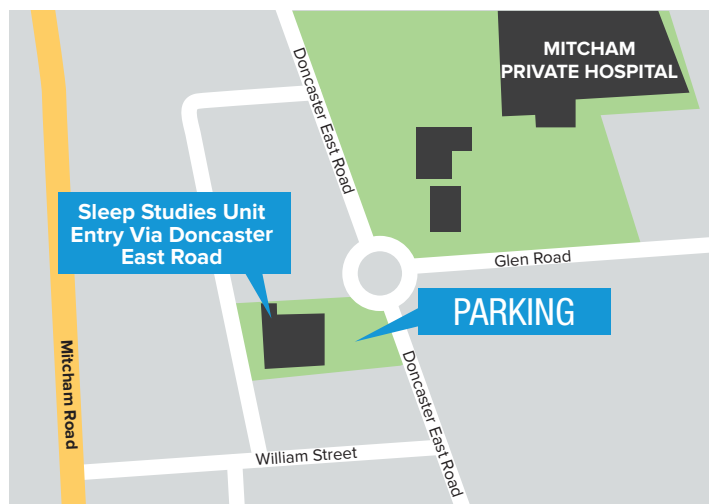 MITCHAM
PRIVATE HOSPITAL
Doncaster East Road
Sleep Studies Unit
Entry Via Doncaster
East Road
Glen Road
PARKING
Mitcham Road
Doncaster East Road
William Street